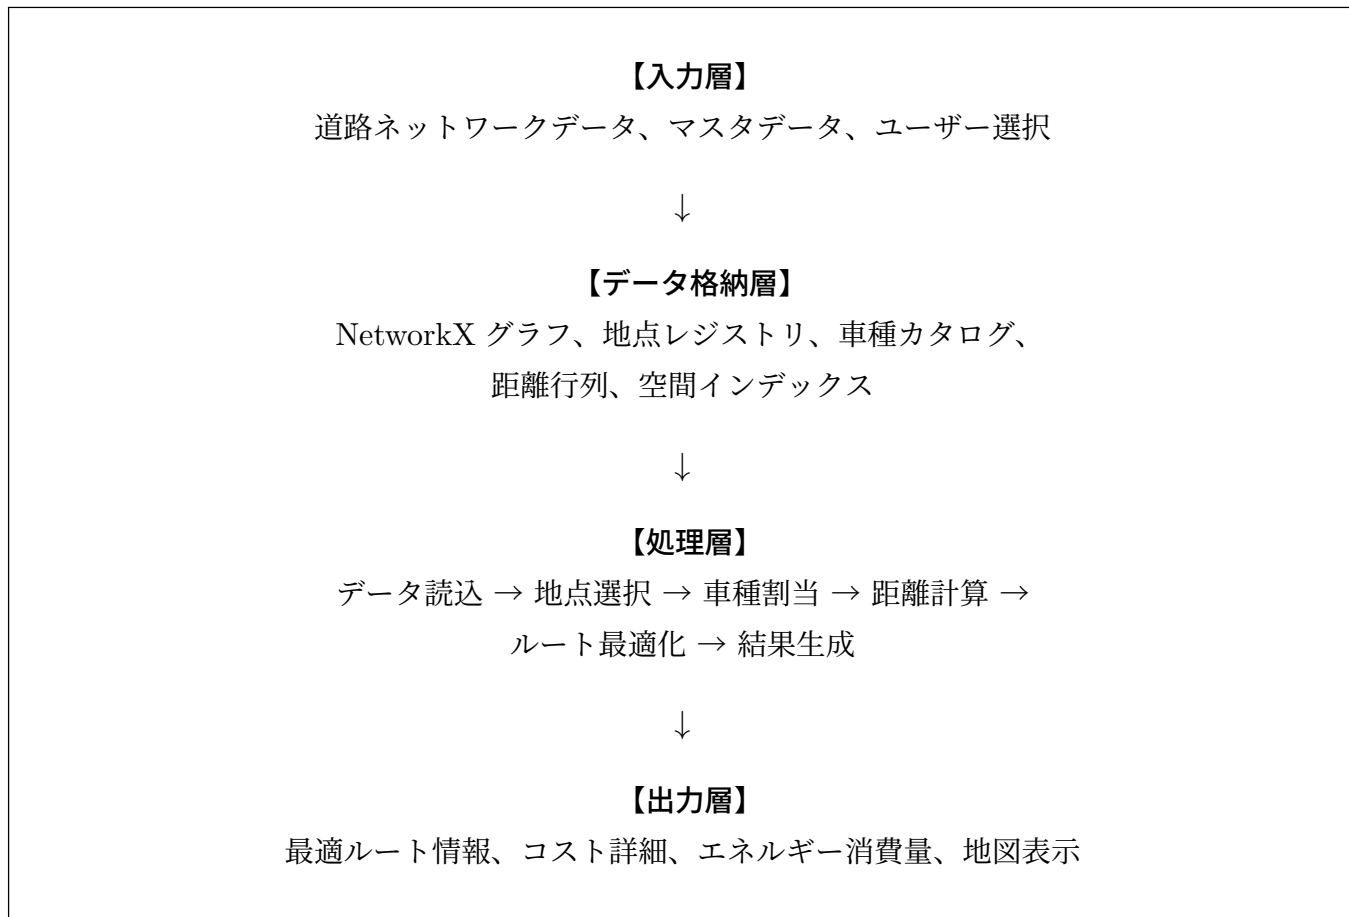 【入力層】
道路ネットワークデータ、マスタデータ、ユーザー選択
↓
【データ格納層】
NetworkX グラフ、地点レジストリ、車種カタログ、
距離行列、空間インデックス
↓
【処理層】
データ読込 → 地点選択 → 車種割当 → 距離計算 →
ルート最適化 → 結果生成
↓
【出力層】
最適ルート情報、コスト詳細、エネルギー消費量、地図表示